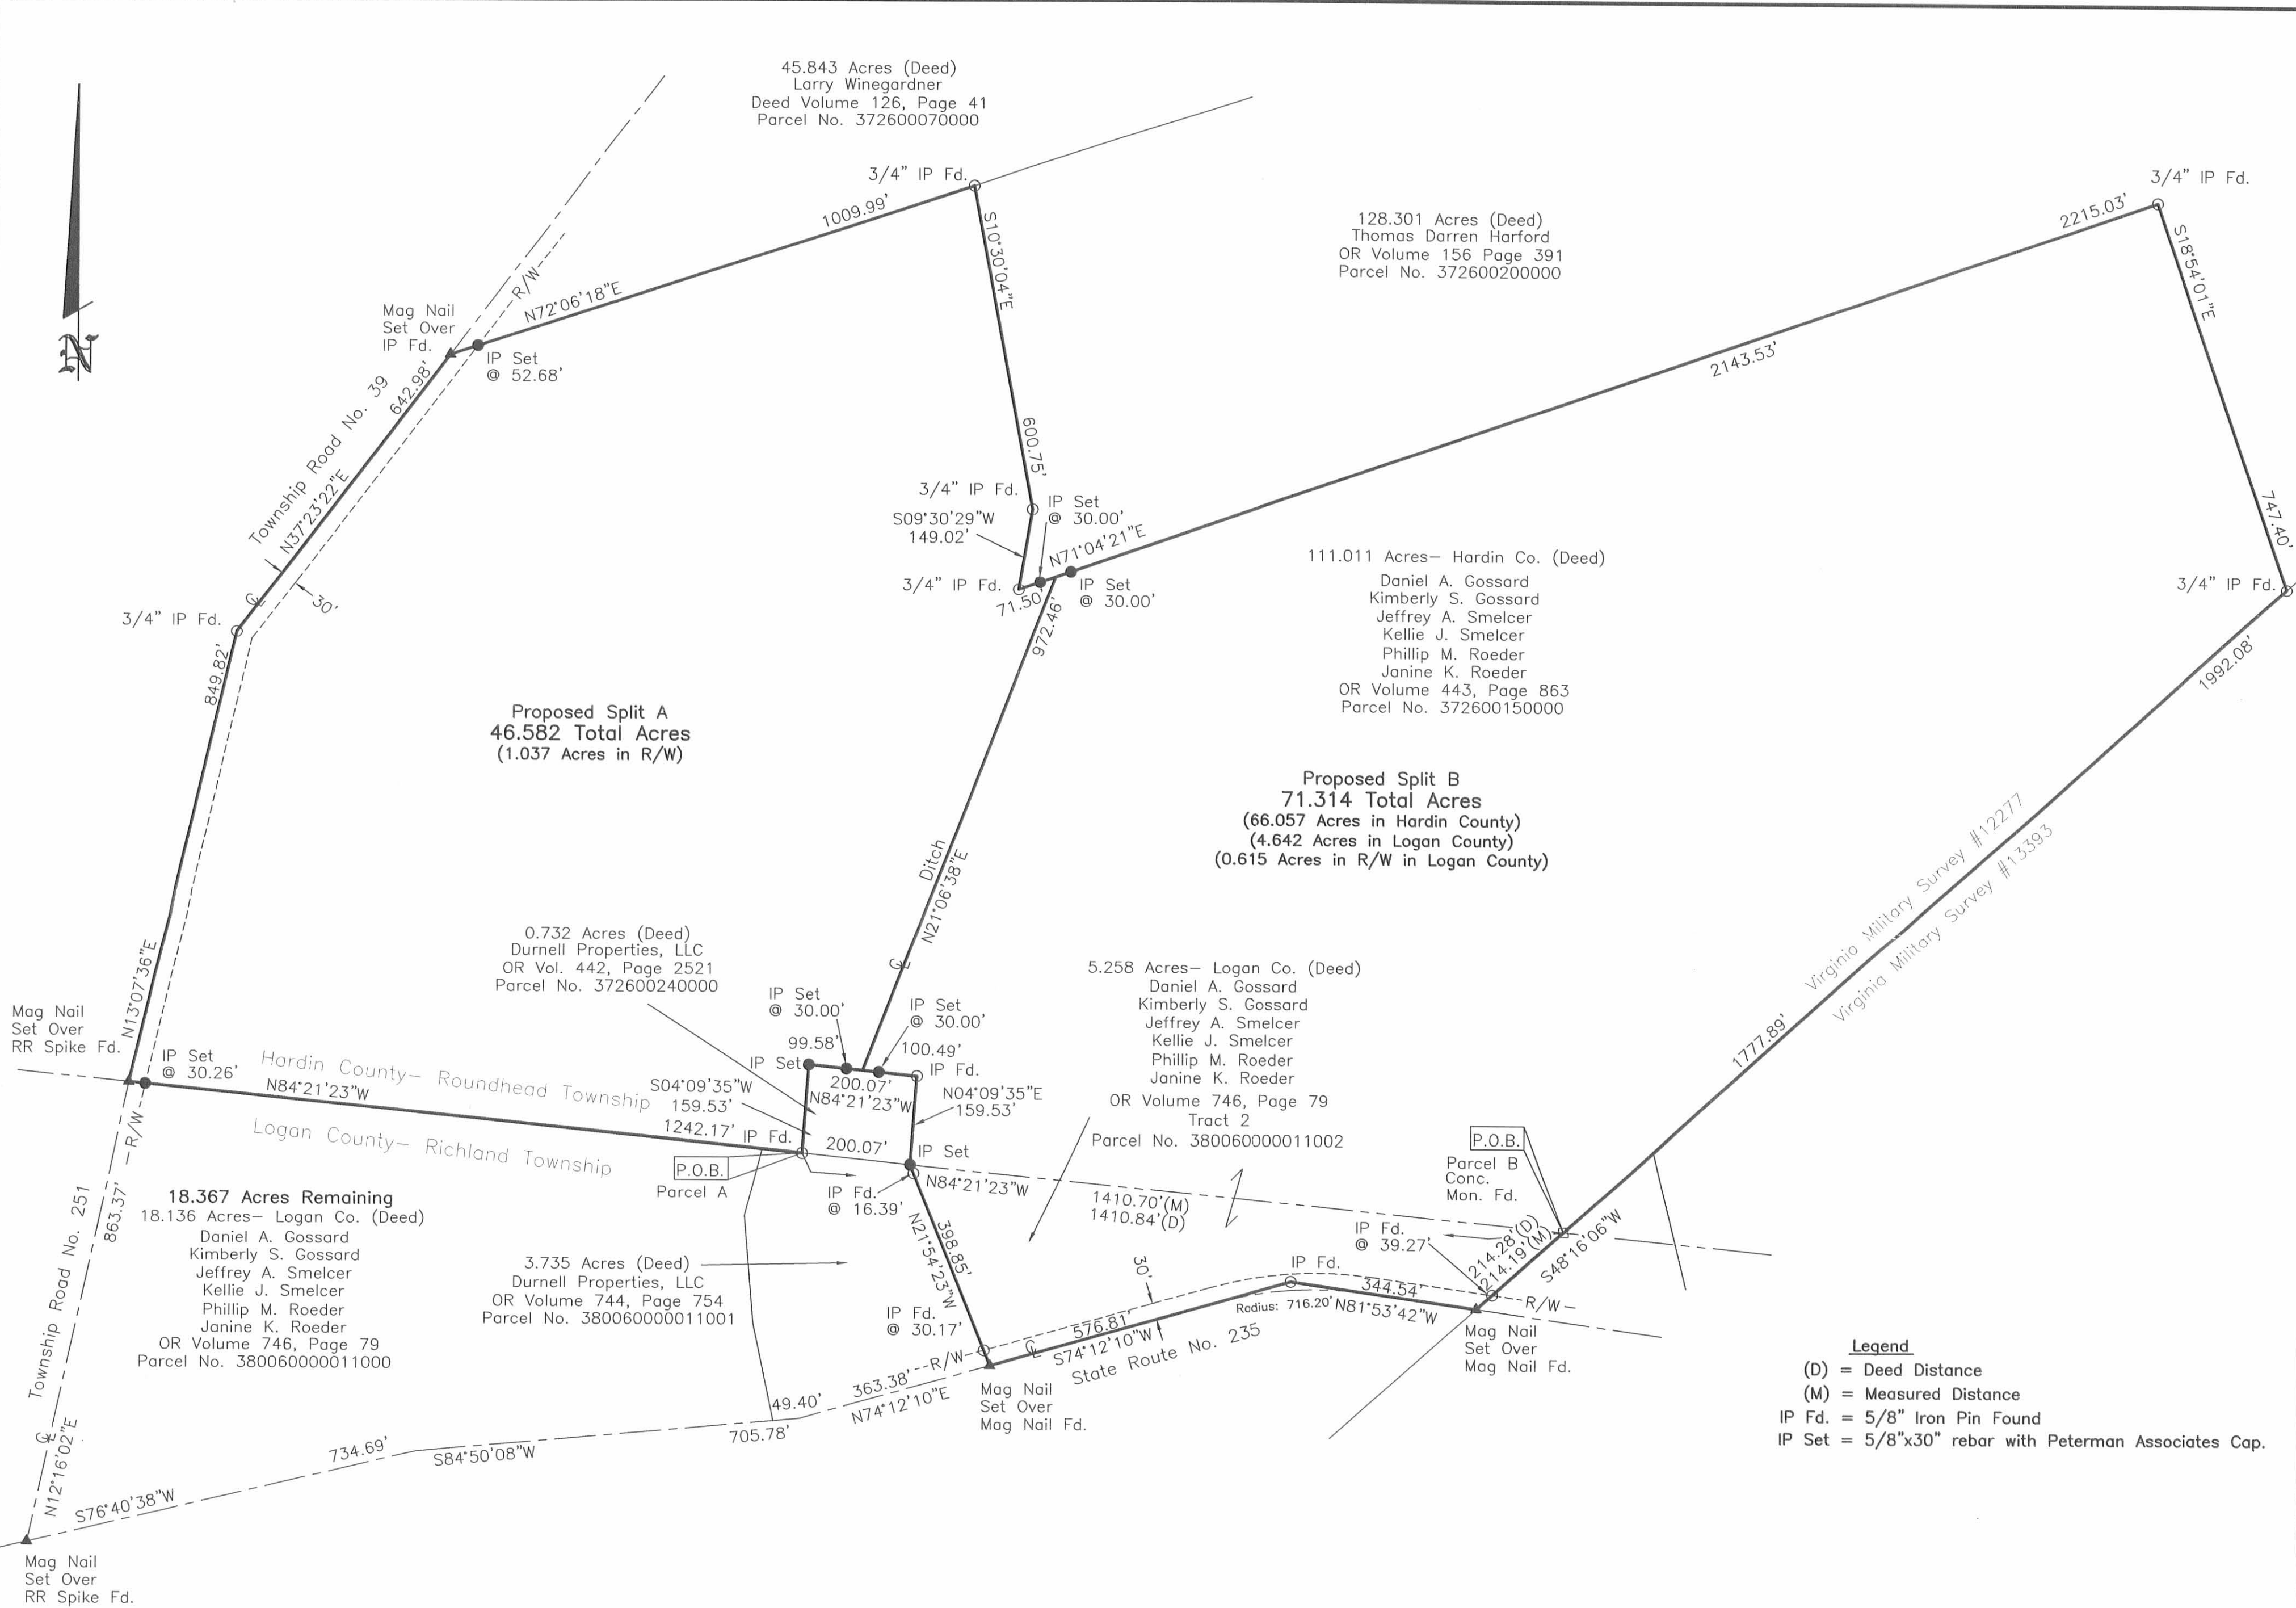 45.843 Acres (Deed)
Larry Winegardner
Deed Volume 126, Page 41
Parcel No. 372600070000
3/4" IP Fd.
1009.99'
N72°06'18"E
R/W
Mag Nail
Set Over
IP Fd.
IP Set
@ 52.68'
N
S10°30'04"E
600.75'
128.301 Acres (Deed)
Thomas Darren Harford
OR Volume 156 Page 391
Parcel No. 372600200000
3/4" IP Fd.
2215.03'
S18°54'01"E
747.40'
2143.53'
Township Road No. 39
642.98'
N37°23'22"E
30'
3/4" IP Fd.
849.82'
N13°07'36"E
3/4" IP Fd.
S09°30'29"W
149.02'
3/4" IP Fd.
IP Set
@ 30.00'
N71°04'21"E
71.50'
IP Set
@ 30.00'
972.46'
111.011 Acres– Hardin Co. (Deed)
Daniel A. Gossard
Kimberly S. Gossard
Jeffrey A. Smelcer
Kellie J. Smelcer
Phillip M. Roeder
Janine K. Roeder
OR Volume 443, Page 863
Parcel No. 372600150000
3/4" IP Fd.
1992.08'
Proposed Split A
46.582 Total Acres
(1.037 Acres in R/W)
Proposed Split B
71.314 Total Acres
(66.057 Acres in Hardin County)
(4.642 Acres in Logan County)
(0.615 Acres in R/W in Logan County)
Ditch
N21°06'38"E
Virginia Military Survey #12277
Virginia Military Survey #13393
1777.89'
0.732 Acres (Deed)
Durnell Properties, LLC
OR Vol. 442, Page 2521
Parcel No. 372600240000
IP Set
@ 30.00'
IP Set
@ 30.00'
99.58'
100.49'
IP Set
IP Fd.
200.07'
N84°21'23"W
S04°09'35"W
159.53'
N04°09'35"E
159.53'
5.258 Acres– Logan Co. (Deed)
Daniel A. Gossard
Kimberly S. Gossard
Jeffrey A. Smelcer
Kellie J. Smelcer
Phillip M. Roeder
Janine K. Roeder
OR Volume 746, Page 79
Tract 2
Parcel No. 380060000011002
Mag Nail
Set Over
RR Spike Fd.
IP Set
@ 30.26'
Hardin County– Roundhead Township
N84°21'23"W
Logan County– Richland Township
1242.17'
IP Fd.
200.07'
IP Set
P.O.B.
Parcel A
IP Fd.
@ 16.39'
N84°21'23"W
1410.70'(M)
1410.84'(D)
P.O.B.
Parcel B
Conc.
Mon. Fd.
IP Fd.
@ 39.27'
214.28'(D)
214.19'(M)
S48°16'06"W
R/W
863.37'
Township Road No. 251
N12°16'02"E
18.367 Acres Remaining
18.136 Acres– Logan Co. (Deed)
Daniel A. Gossard
Kimberly S. Gossard
Jeffrey A. Smelcer
Kellie J. Smelcer
Phillip M. Roeder
Janine K. Roeder
OR Volume 746, Page 79
Parcel No. 380060000011000
3.735 Acres (Deed)
Durnell Properties, LLC
OR Volume 744, Page 754
Parcel No. 380060000011001
398.85'
N21°54'23"W
IP Fd.
@ 30.17'
30'
IP Fd.
344.54'
Radius: 716.20'
N81°53'42"W
R/W
576.81'
S74°12'10"W
State Route No. 235
Mag Nail
Set Over
Mag Nail Fd.
R/W
363.38'
N74°12'10"E
49.40'
705.78'
Mag Nail
Set Over
Mag Nail Fd.
734.69'
S84°50'08"W
S76°40'38"W
Mag Nail
Set Over
RR Spike Fd.
Legend
(D) = Deed Distance
(M) = Measured Distance
IP Fd. = 5/8" Iron Pin Found
IP Set = 5/8"x30" rebar with Peterman Associates Cap.